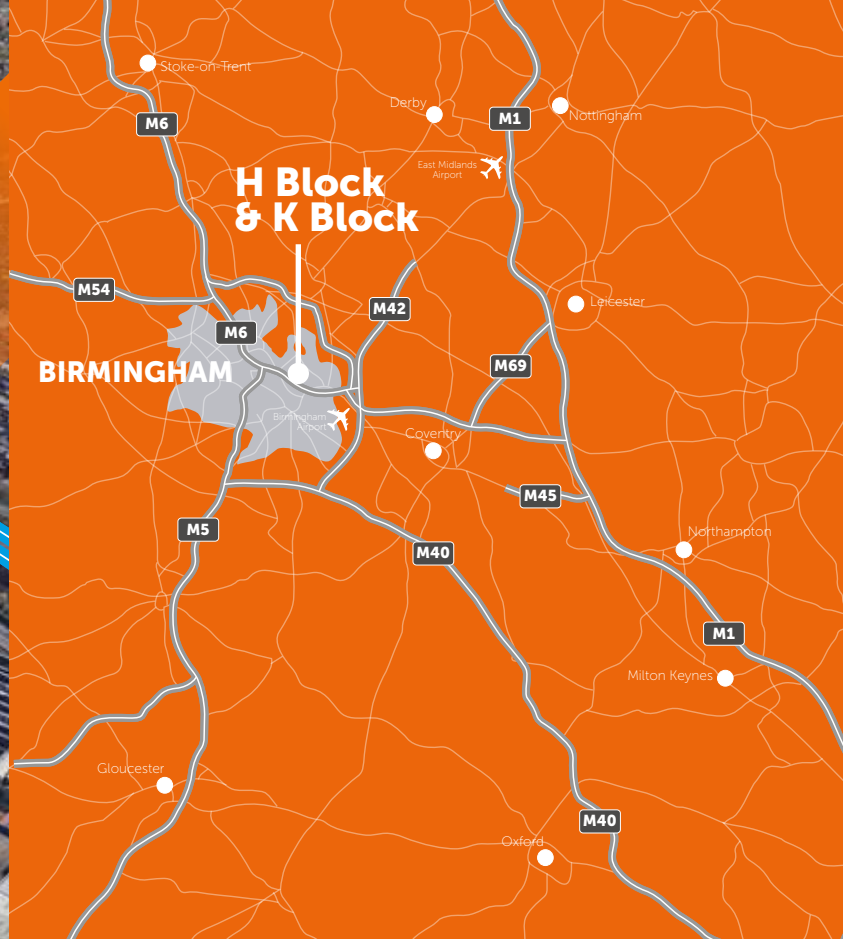 Stoke-on-Trent
Derby
Nottingham
M6
M1
East Midlands
Airport
H Block
& K Block
M54
M42
Leicester
M6
BIRMINGHAM
M69
Birmingham
Airport
Coventry
M45
M5
Northampton
M40
M1
Milton Keynes
Gloucester
M40
Oxford